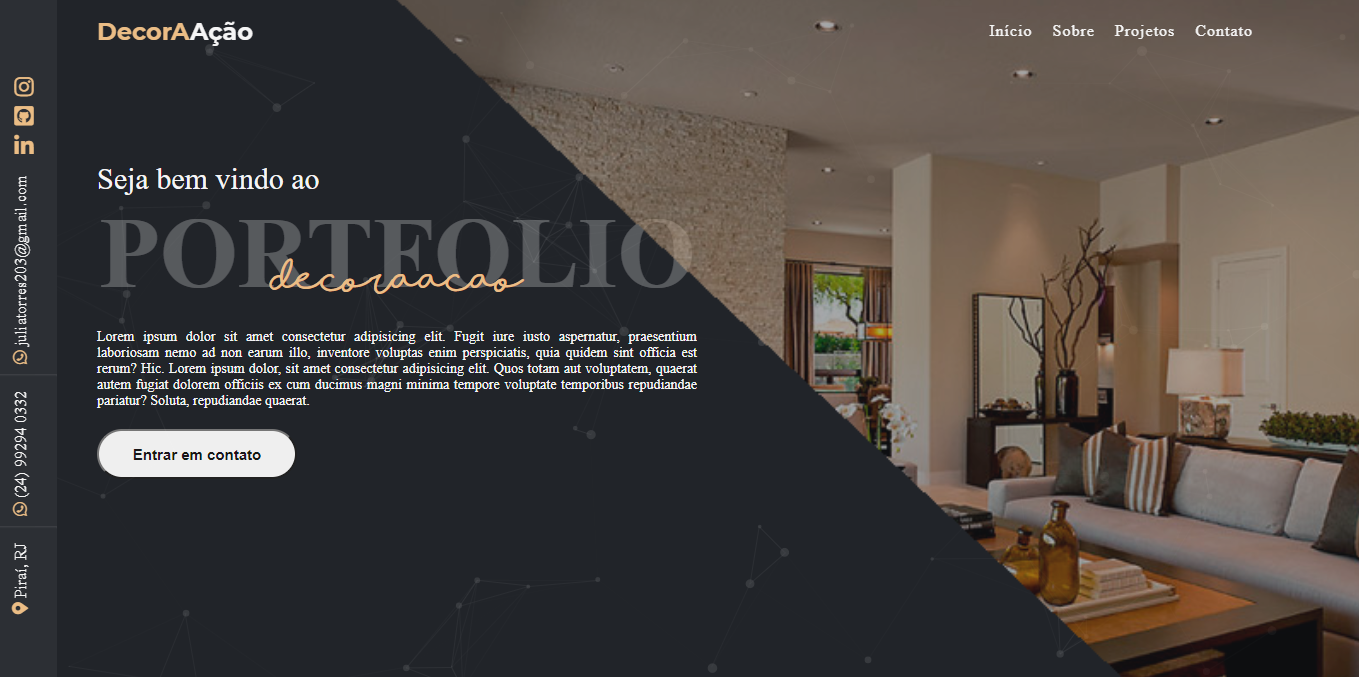 DecorAAção
Início Sobre Projetos Contato
juliatorres203@gmail.com
(24) 99294 0332
Piraí, RJ
Seja bem vindo ao
PORTFOLIO
decoraacao
Lorem ipsum dolor sit amet consectetur adipisicing elit. Fugit iure iusto aspernatur, praesentium
laboriosam nemo ad non earum illo, inventore voluptas enim perspiciatis, quia quidem sint officia est
rerum? Hic. Lorem ipsum dolor, sit amet consectetur adipisicing elit. Quos totam aut voluptatem, quaerat
autem fugiat dolorem officiis ex cum ducimus magni minima tempore voluptate temporibus repudiandae
pariatur? Soluta, repudiandae quaerat.
Entrar em contato